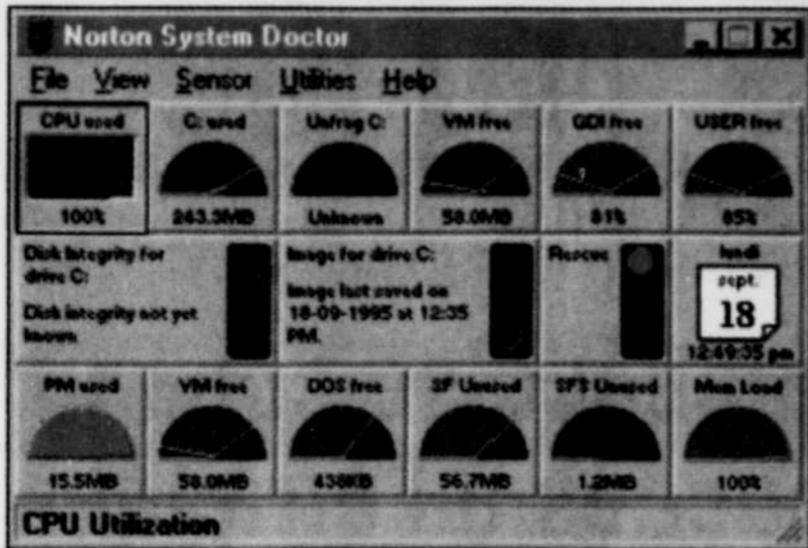 Norton System Doctor
File View Sensor Utilities Help
CPU used
100%
C: used
263.3MB
Unfrag C:
Unknown
VM free
58.0MB
GDI free
81%
USER free
85%
Disk Integrity for
drive C:
Disk integrity not yet
known
Image for drive C:
Image last saved on
18-09-1995 at 12:35
PM.
Rescue
lundi
sept.
18
12:49:35 pm
PM used
15.5MB
VM free
58.0MB
DOS free
438KB
SF Unused
56.7MB
SFS Unused
1.2MB
Mem Load
100%
CPU Utilization